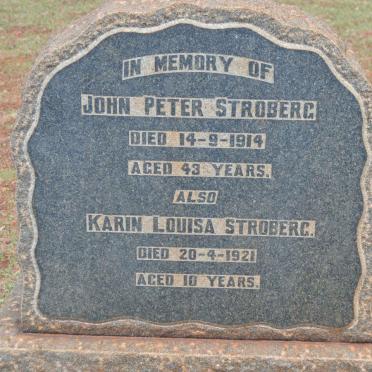 IN MEMORY OF
JOHN PETER STROBERG
DIED 14-9-1914
AGED 43 YEARS.
ALSO
KARIN LOUISA STROBERG.
DIED 20-4-1921
AGED 10 YEARS.